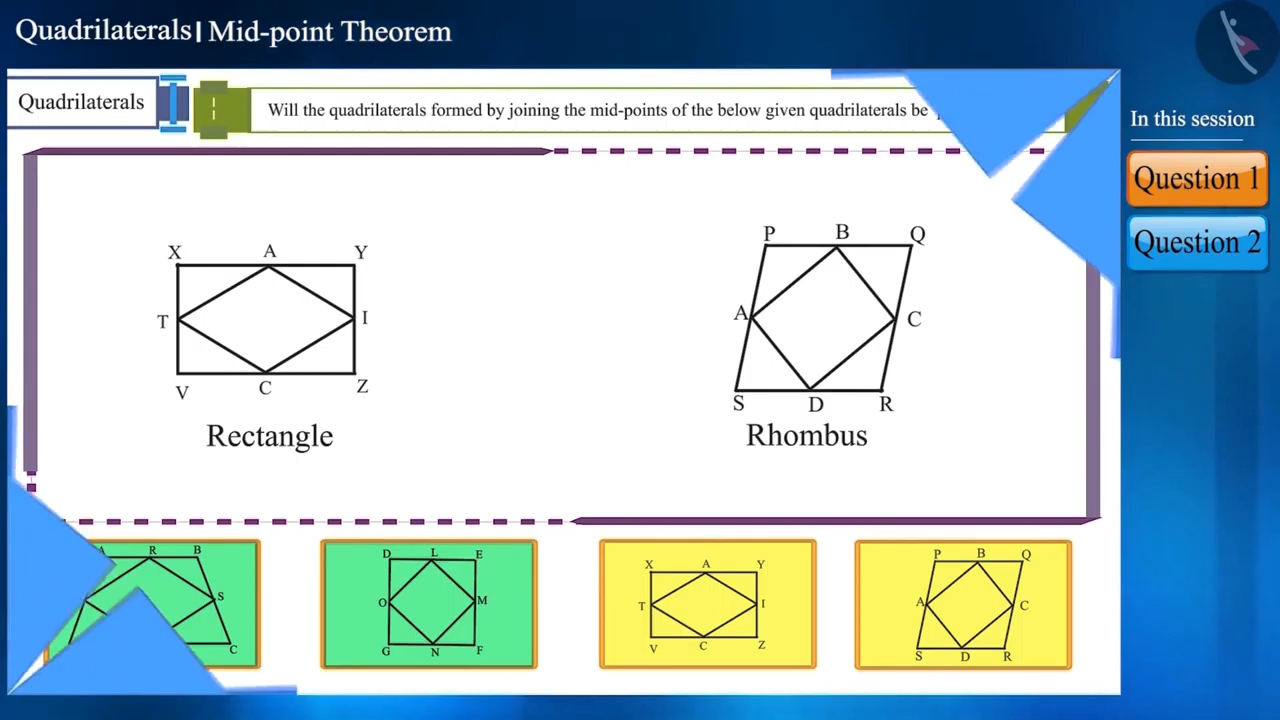 Quadrilaterals | Mid-point Theorem
Quadrilaterals
Will the quadrilaterals formed by joining the mid-points of the below given quadrilaterals be
In this session
Question 1
Question 2
X A Y
T I
V C Z
Rectangle
P B Q
A C
S D R
Rhombus
A R B
S
C
D L E
O M
G N F
X A Y
T I
V C Z
P B Q
A C
S D R